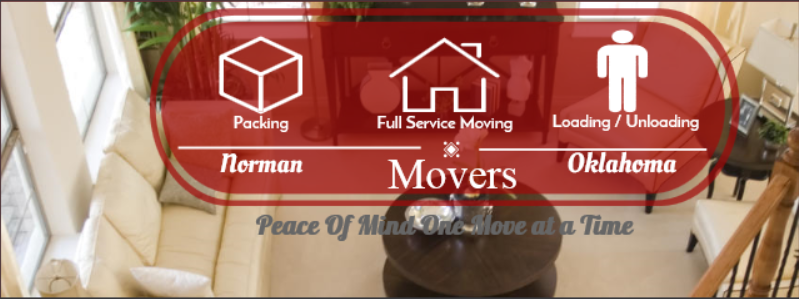 Packing
Full Service Moving
Loading / Unloading
Norman
Oklahoma
Movers
Peace Of Mind One Move at a Time